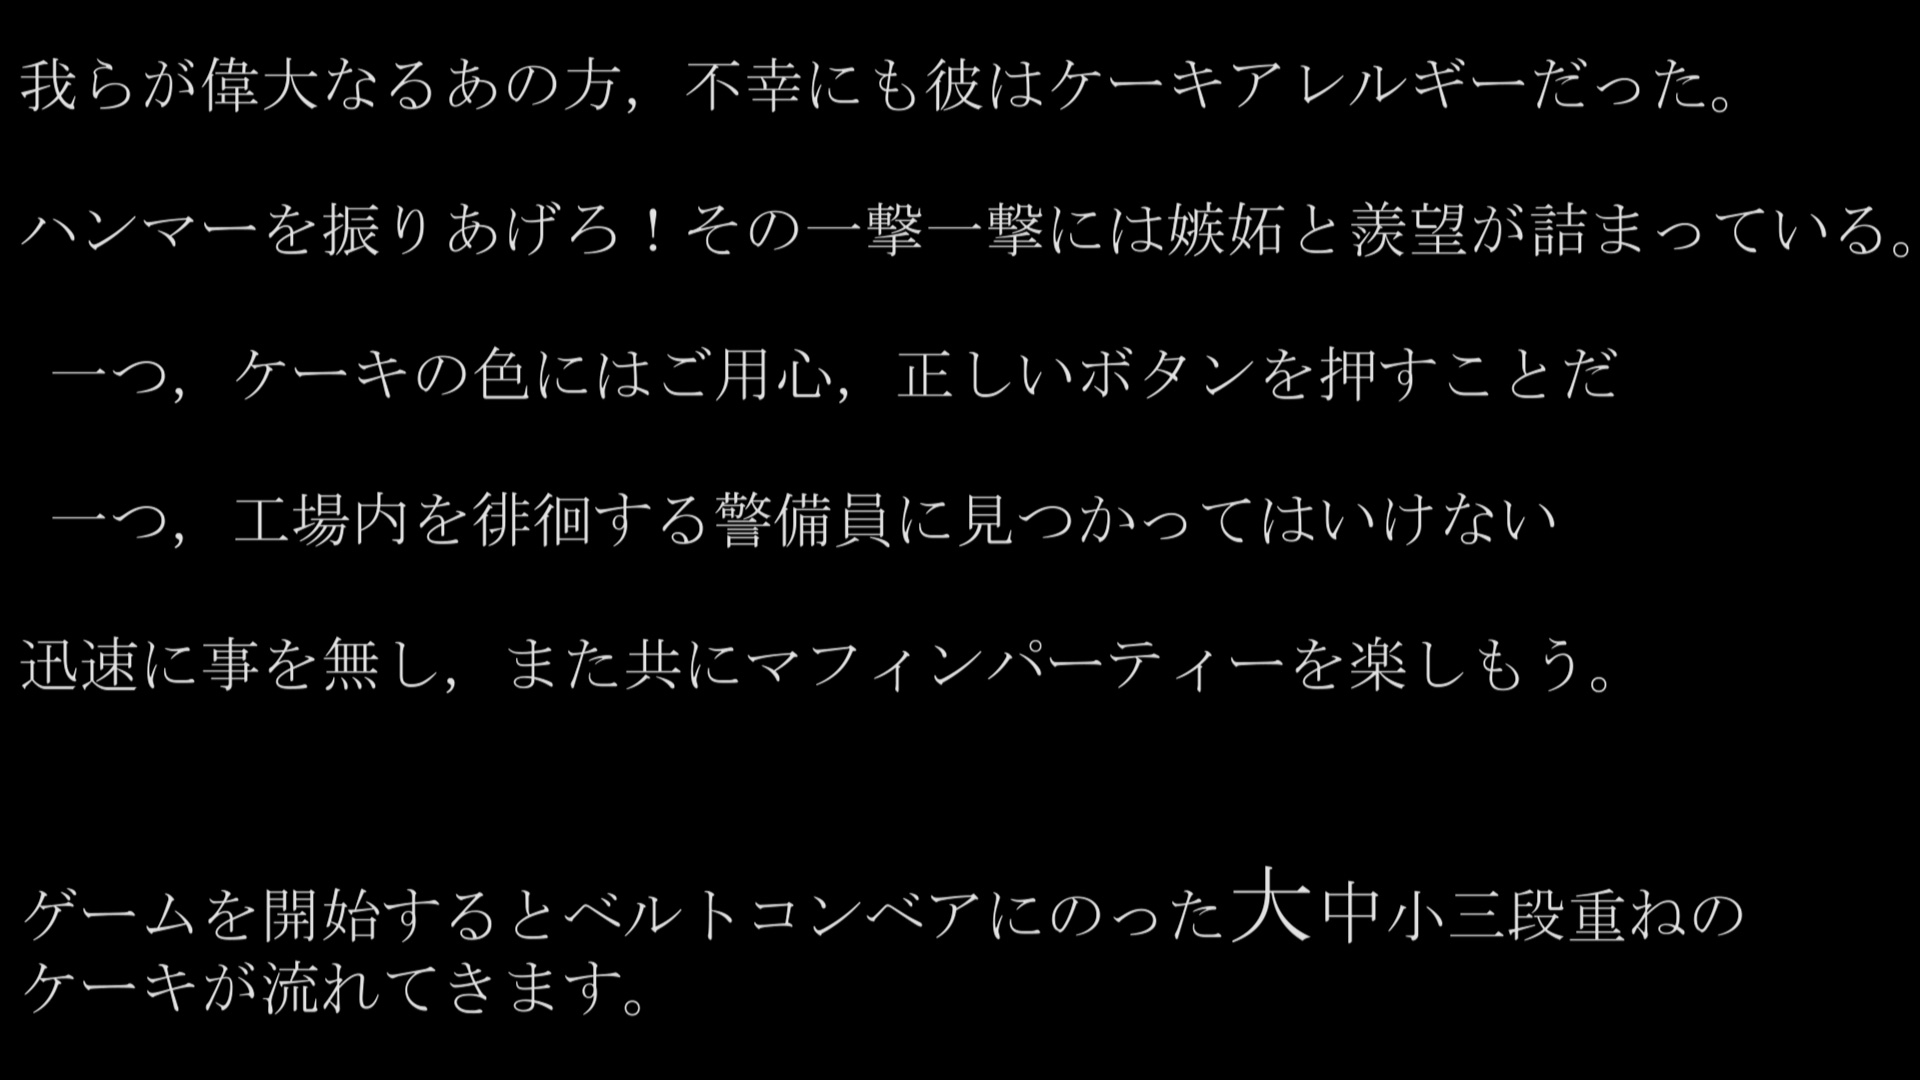 我らが偉大なるあの方，不幸にも彼はケーキアレルギーだった。
ハンマーを振りあげろ！その一撃一撃には嫉妬と羨望が詰まっている。
一つ，ケーキの色にはご用心，正しいボタンを押すことだ
一つ，工場内を徘徊する警備員に見つかってはいけない
迅速に事を無し，また共にマフィンパーティーを楽しもう。
ゲームを開始するとベルトコンベアにのった大中小三段重ねの
ケーキが流れてきます。